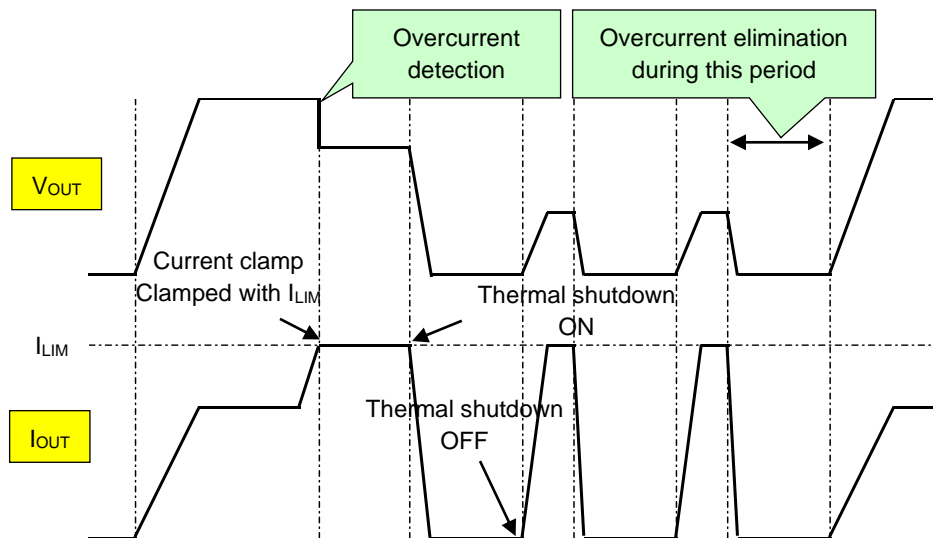 Overcurrent
detection
Overcurrent elimination
during this period
VOUT
Current clamp
Clamped with ILIM
Thermal shutdown
ON
ILIM
Thermal shutdown
OFF
IOUT